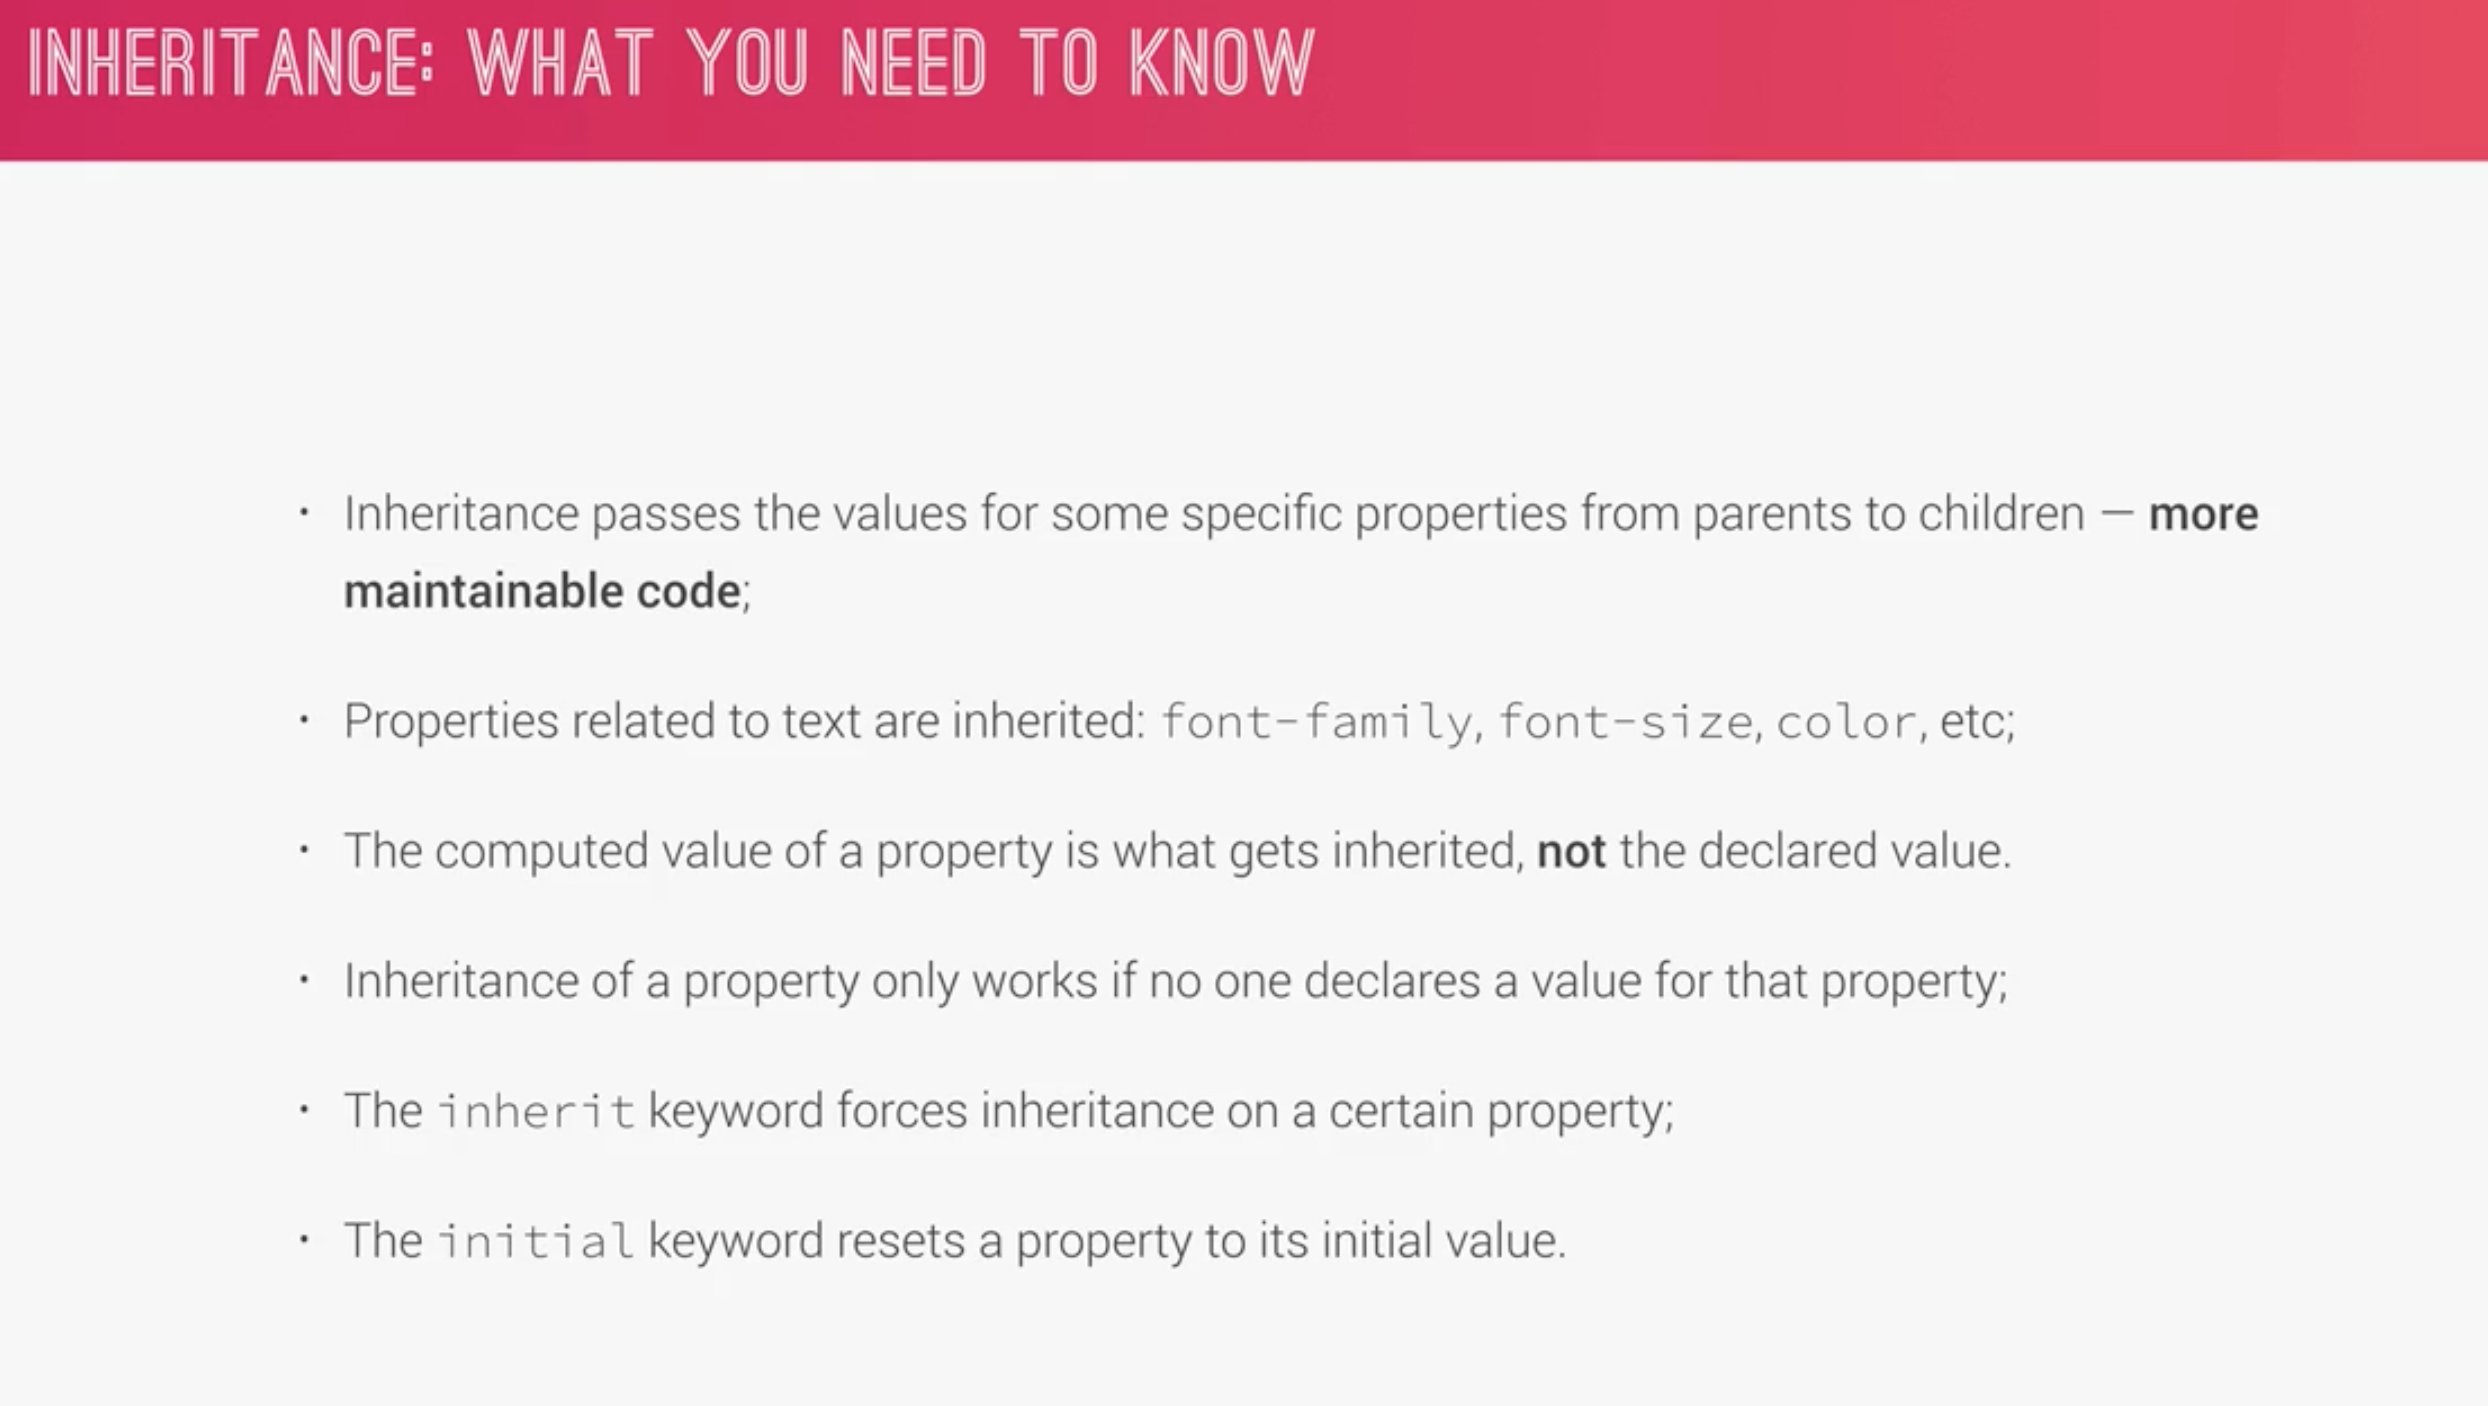 INHERITANCE: WHAT YOU NEED TO KNOW
• Inheritance passes the values for some specific properties from parents to children — more
maintainable code;
• Properties related to text are inherited: font-family, font-size, color, etc;
• The computed value of a property is what gets inherited, not the declared value.
• Inheritance of a property only works if no one declares a value for that property;
• The inherit keyword forces inheritance on a certain property;
• The initial keyword resets a property to its initial value.